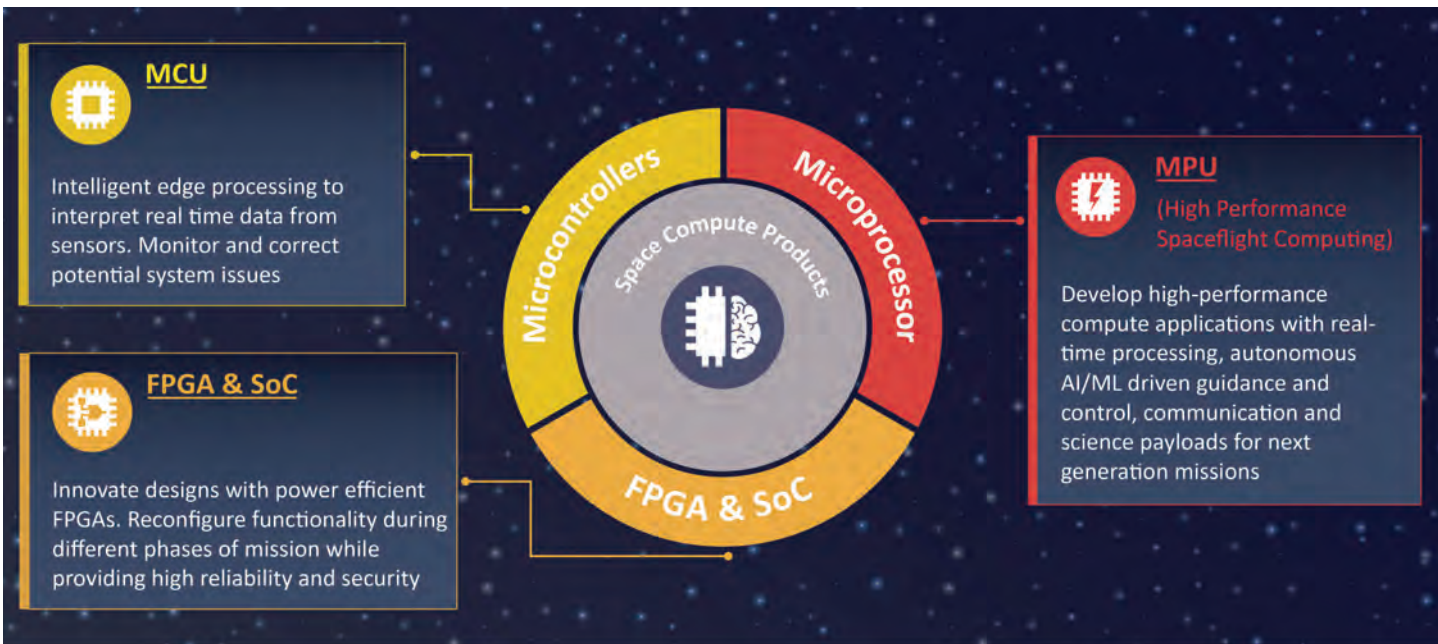 MCU
Intelligent edge processing to
interpret real time data from
sensors. Monitor and correct
potential system issues
FPGA & SoC
Innovate designs with power efficient
FPGAs. Reconfigure functionality during
different phases of mission while
providing high reliability and security
Microcontrollers
Microprocessor
FPGA & SoC
Space Compute Products
MPU
(High Performance
Spaceflight Computing)
Develop high-performance
compute applications with real-
time processing, autonomous
AI/ML driven guidance and
control, communication and
science payloads for next
generation missions